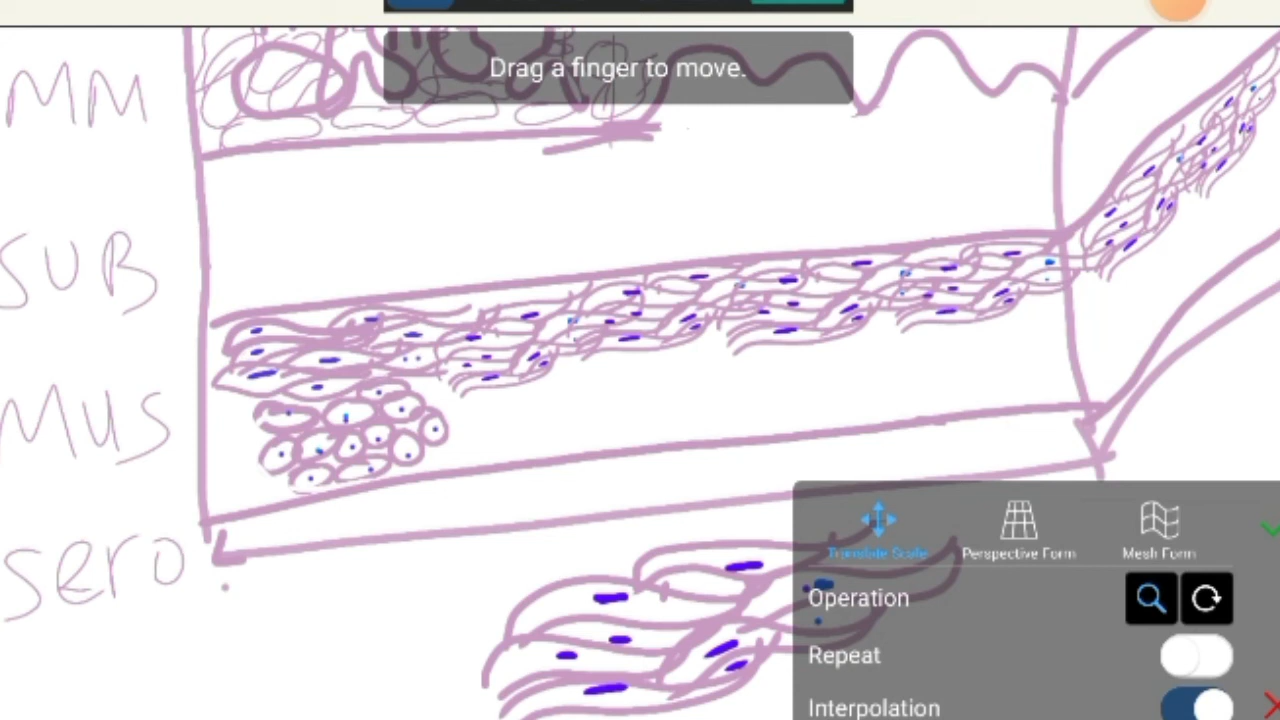 Drag a finger to move.
MM
SUB
MUS
sero
Translate Scale
Perspective Form
Mesh Form
Operation
Repeat
Interpolation